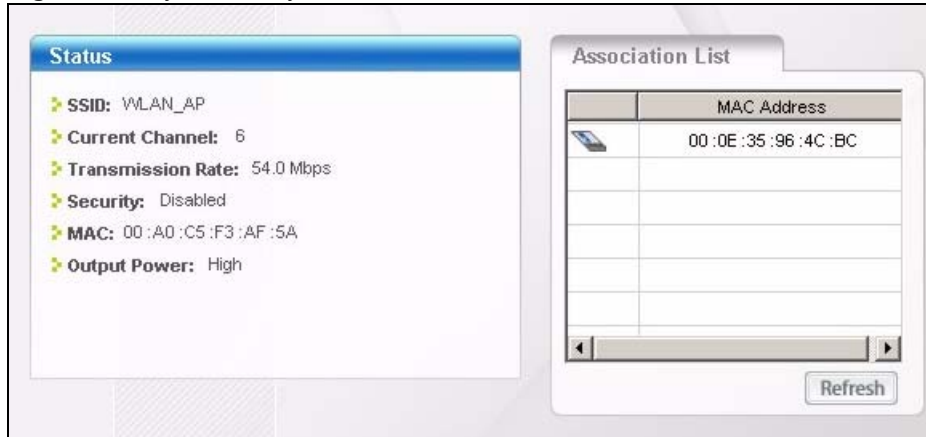 Status
SSID: WLAN_AP
Current Channel: 6
Transmission Rate: 54.0 Mbps
Security: Disabled
MAC: 00 :A0 :C5 :F3 :AF :5A
Output Power: High
Association List
MAC Address
00 :0E :35 :96 :4C :BC
Refresh